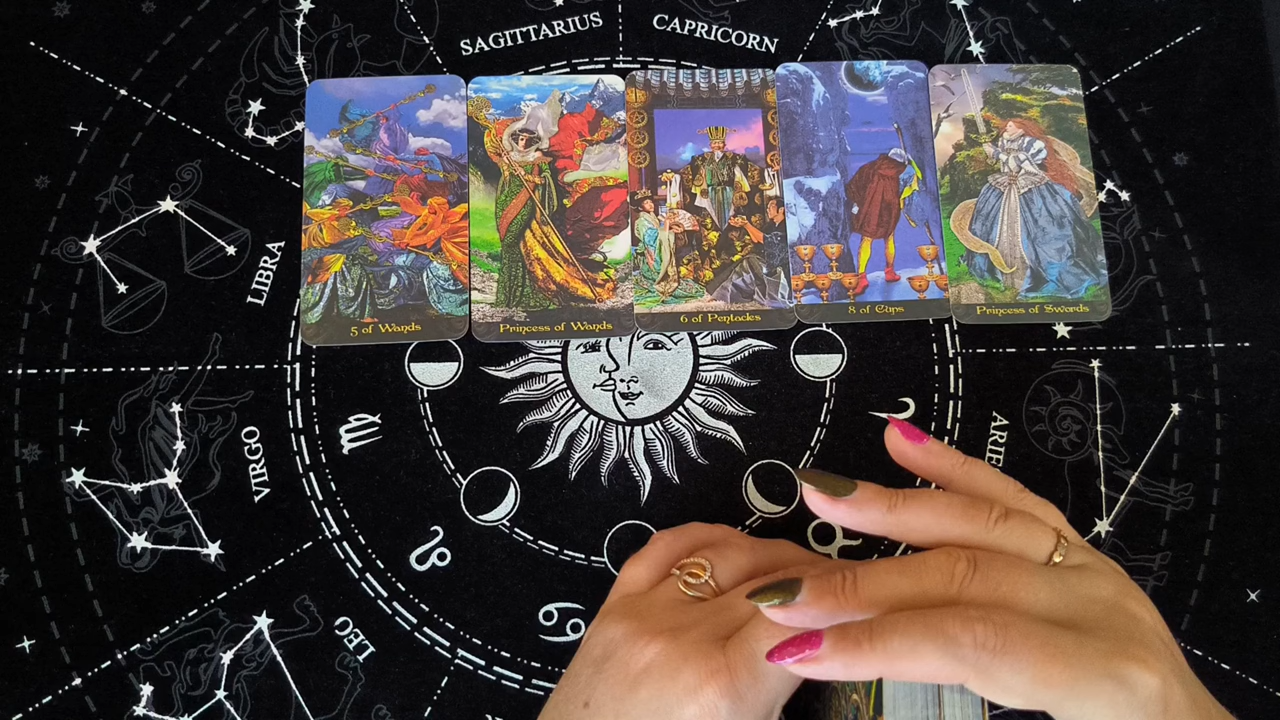 SAGITTARIUS
CAPRICORN
5 of Wands
Princess of Wands
6 of Pentacles
8 of Cups
Princess of Swords
LIBRA
VIRGO
LEO